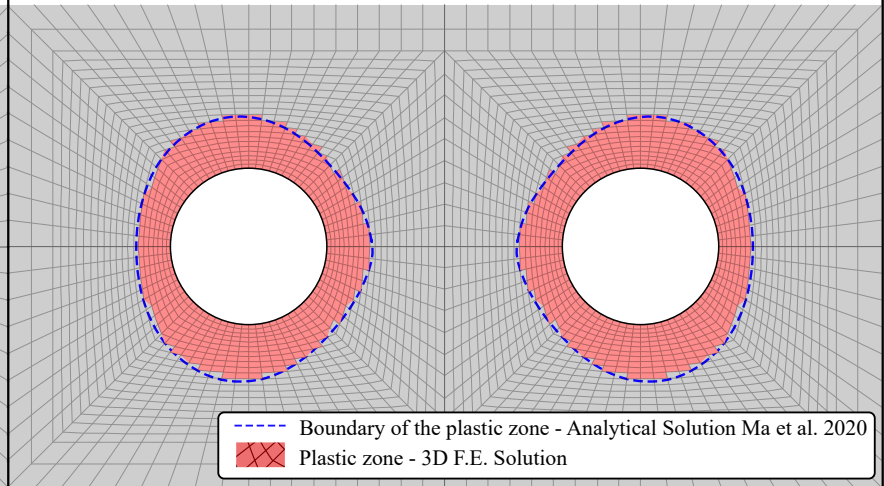 Boundary of the plastic zone - Analytical Solution Ma et al. 2020
Plastic zone - 3D F.E. Solution